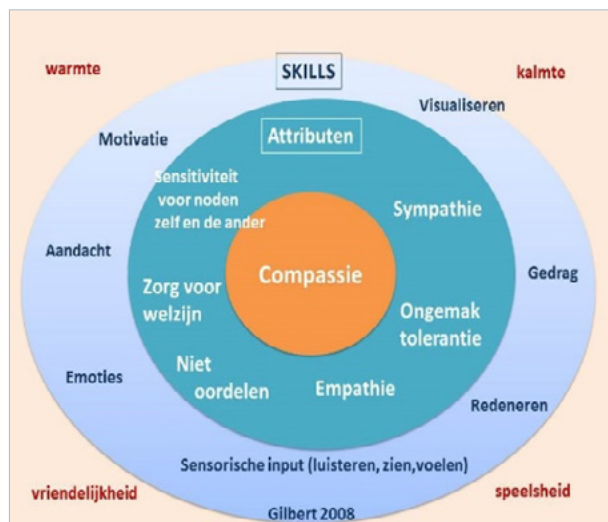 warmte
SKILLS
kalmte
Visualiseren
Motivatie
Attributen
Sensitiviteit
voor noden
zelf en de ander
Sympathie
Aandacht
Compassie
Gedrag
Zorg voor
welzijn
Ongemak
tolerantie
Emoties
Niet
oordelen
Empathie
Redeneren
Sensorische input (luisteren, zien,voelen)
vriendelijkheid
speelsheid
Gilbert 2008